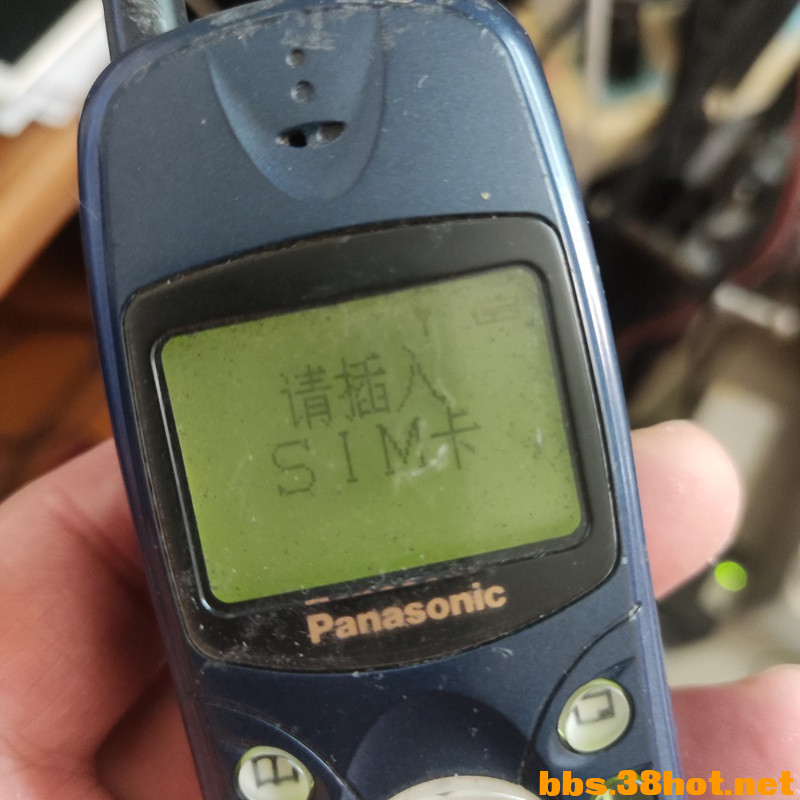 请插入
SIM卡
Panasonic
bbs.38hot.net